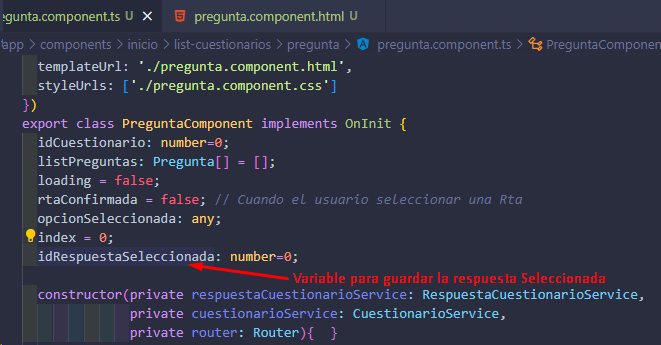 egunta.component.ts U pregunta.component.html U
app > components > inicio > list-cuestionarios > pregunta > pregunta.component.ts > PreguntaComponen
templateUrl: './pregunta.component.html',
styleUrls: ['./pregunta.component.css']
})
export class PreguntaComponent implements OnInit {
idCuestionario: number=0;
listPreguntas: Pregunta[] = [];
loading = false;
rtaConfirmada = false; // Cuando el usuario seleccionar una Rta
opcionSeleccionada: any;
index = 0;
idRespuestaSeleccionada: number=0;
Variable para guardar la respuesta Seleccionada
constructor(private respuestaCuestionarioService: RespuestaCuestionarioService,
private cuestionarioService: CuestionarioService,
private router: Router){ }